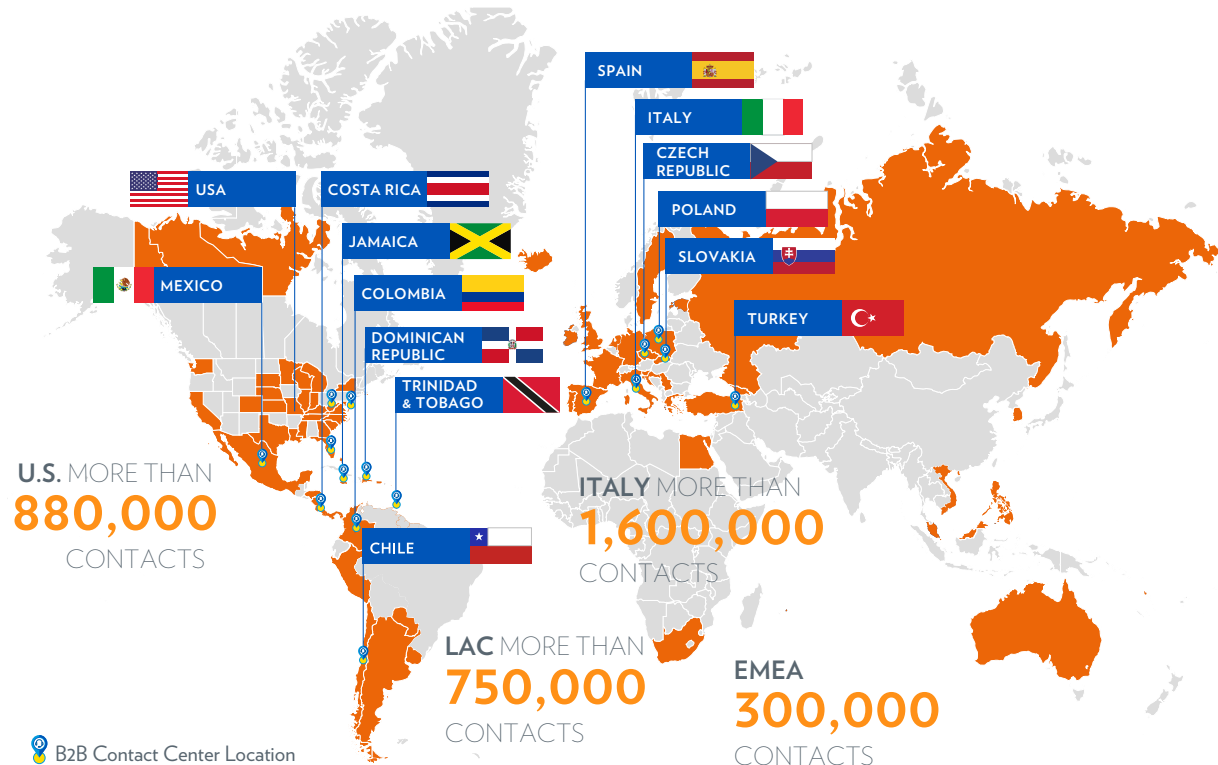 SPAIN
ITALY
CZECH
REPUBLIC
USA
COSTA RICA
POLAND
JAMAICA
SLOVAKIA
MEXICO
COLOMBIA
TURKEY
DOMINICAN
REPUBLIC
TRINIDAD
& TOBAGO
U.S. MORE THAN
880,000
CONTACTS
ITALY MORE THAN
1,600,000
CONTACTS
CHILE
LAC MORE THAN
750,000
CONTACTS
EMEA
300,000
CONTACTS
B2B Contact Center Location